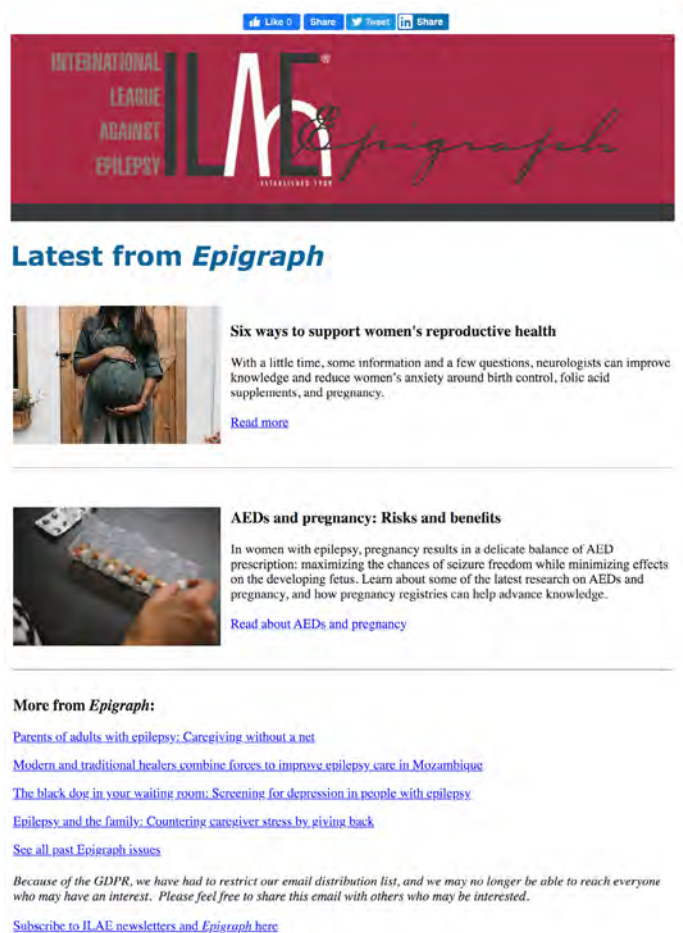 Like 0 Share Tweet in Share
INTERNATIONAL
LEAGUE
AGAINST
EPILEPSY
ILAE®
Epigraph
ESTABLISHED 1909
Latest from Epigraph
Six ways to support women's reproductive health
With a little time, some information and a few questions, neurologists can improve
knowledge and reduce women's anxiety around birth control, folic acid
supplements, and pregnancy.
Read more
AEDs and pregnancy: Risks and benefits
In women with epilepsy, pregnancy results in a delicate balance of AED
prescription: maximizing the chances of seizure freedom while minimizing effects
on the developing fetus. Learn about some of the latest research on AEDs and
pregnancy, and how pregnancy registries can help advance knowledge.
Read about AEDs and pregnancy
More from Epigraph:
Parents of adults with epilepsy: Caregiving without a net
Modern and traditional healers combine forces to improve epilepsy care in Mozambique
The black dog in your waiting room: Screening for depression in people with epilepsy
Epilepsy and the family: Countering caregiver stress by giving back
See all past Epigraph issues
Because of the GDPR, we have had to restrict our email distribution list, and we may no longer be able to reach everyone
who may have an interest. Please feel free to share this email with others who may be interested.
Subscribe to ILAE newsletters and Epigraph here